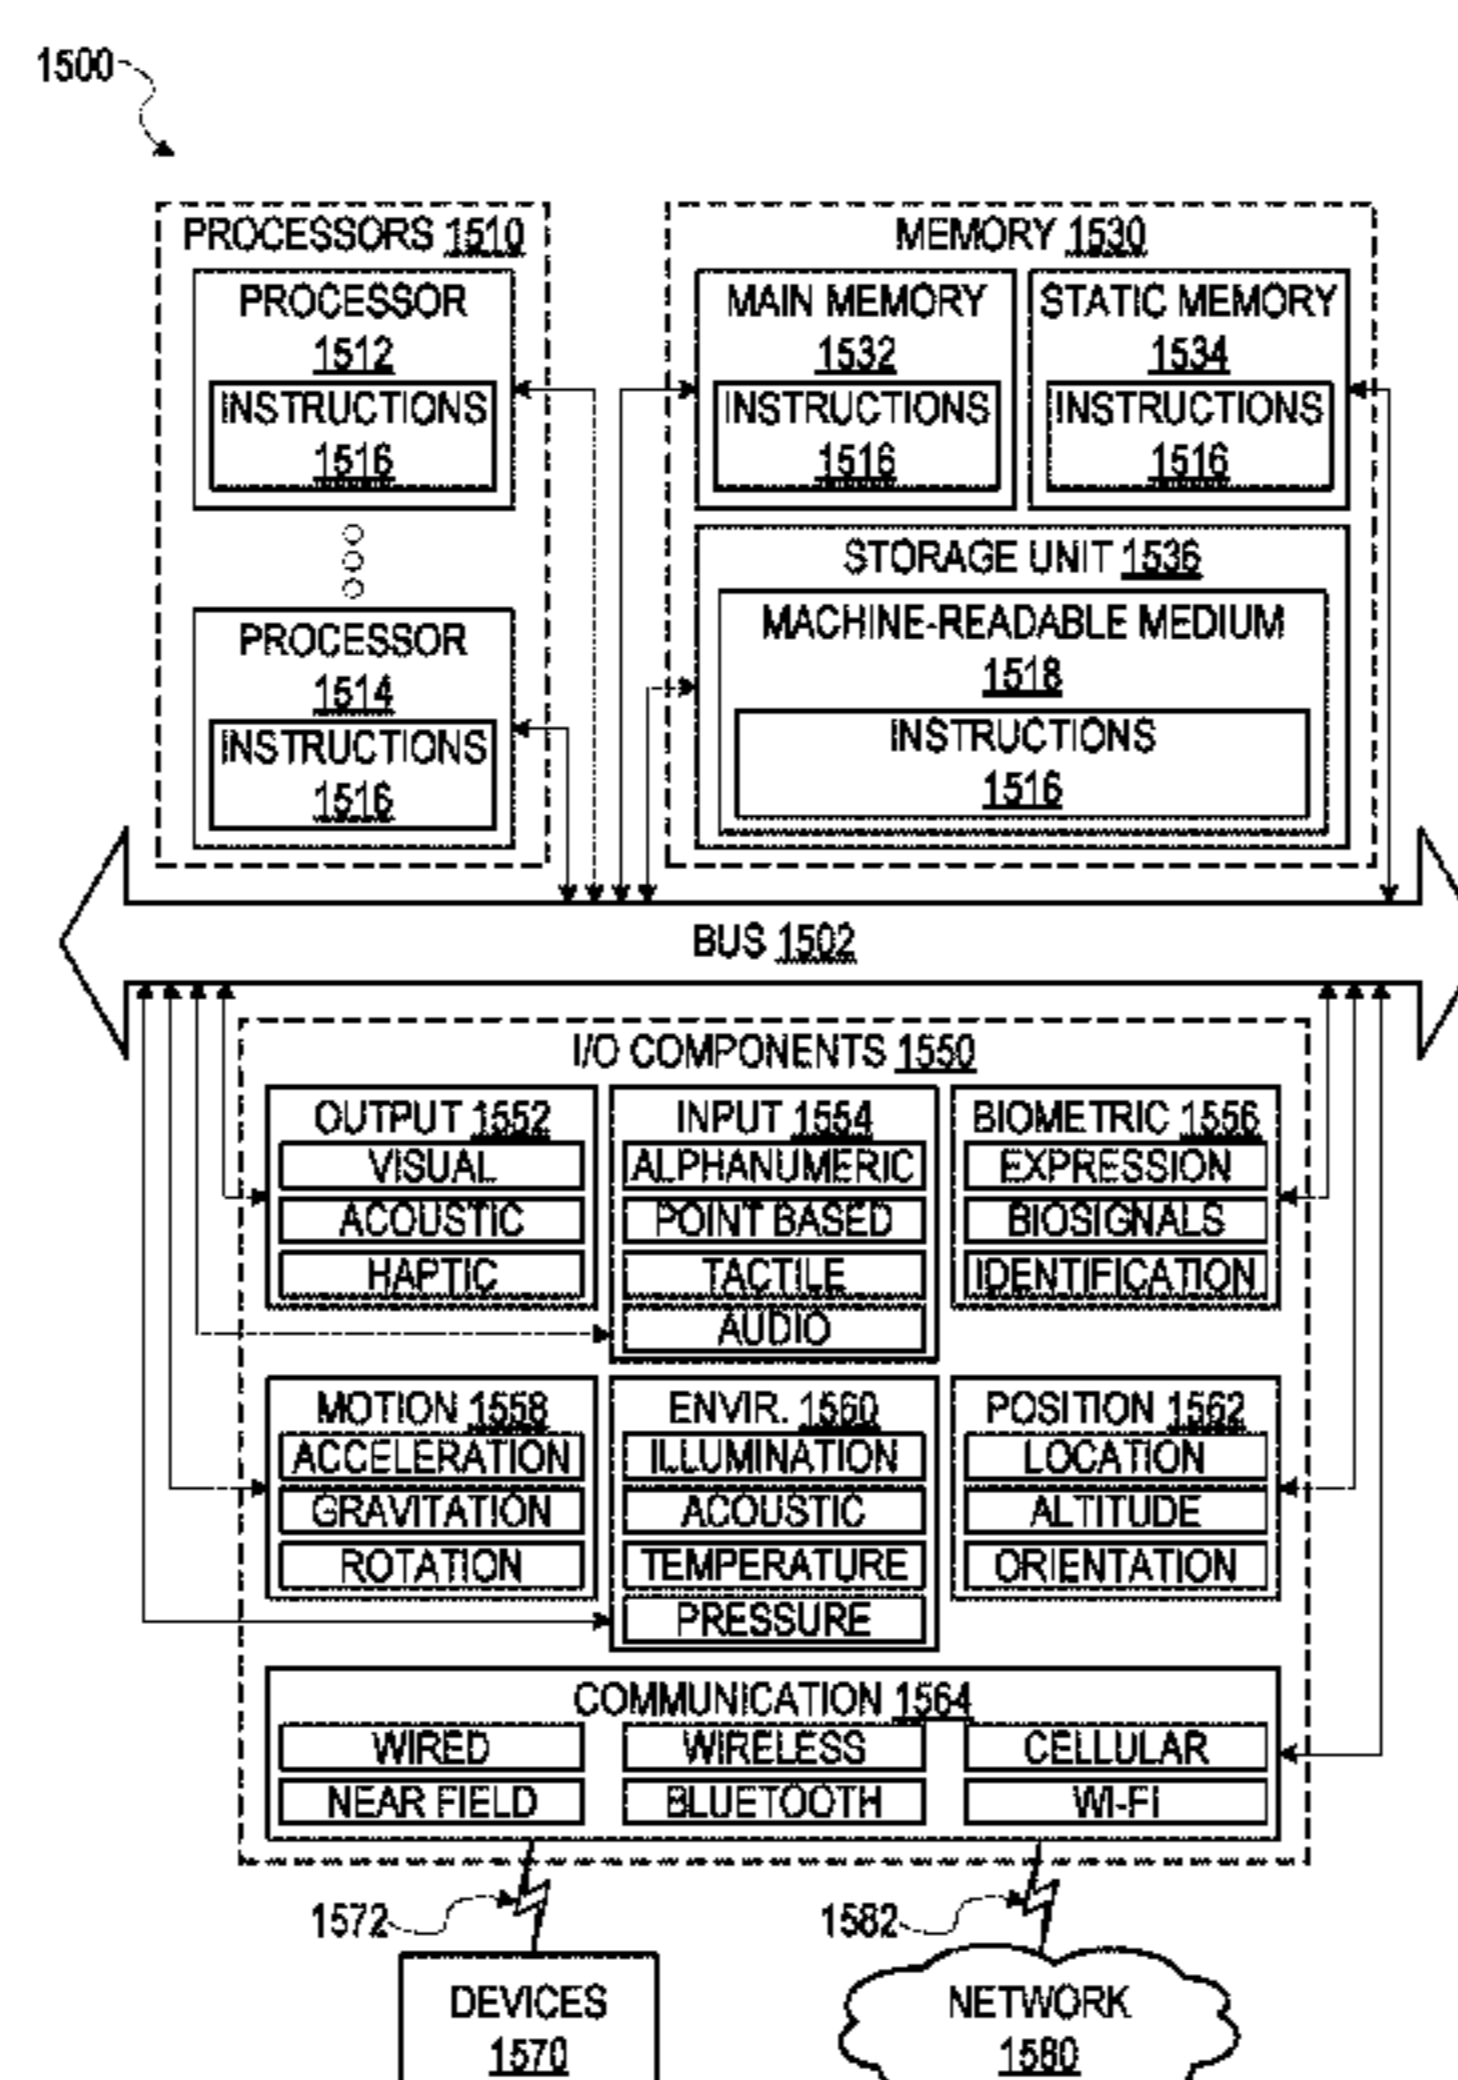 1500
PROCESSORS 1510
PROCESSOR
1512
INSTRUCTIONS
1516
PROCESSOR
1514
INSTRUCTIONS
1516
MEMORY 1530
MAIN MEMORY
1532
INSTRUCTIONS
1516
STATIC MEMORY
1534
INSTRUCTIONS
1516
STORAGE UNIT 1536
MACHINE-READABLE MEDIUM
1518
INSTRUCTIONS
1516
BUS 1502
I/O COMPONENTS 1550
OUTPUT 1552
VISUAL
ACOUSTIC
HAPTIC
INPUT 1554
ALPHANUMERIC
POINT BASED
TACTILE
AUDIO
BIOMETRIC 1556
EXPRESSION
BIOSIGNALS
IDENTIFICATION
MOTION 1558
ACCELERATION
GRAVITATION
ROTATION
ENVIR. 1560
ILLUMINATION
ACOUSTIC
TEMPERATURE
PRESSURE
POSITION 1562
LOCATION
ALTITUDE
ORIENTATION
COMMUNICATION 1564
WIRED
WIRELESS
CELLULAR
NEAR FIELD
BLUETOOTH
WI-FI
1572
1582
DEVICES
1570
NETWORK
1580